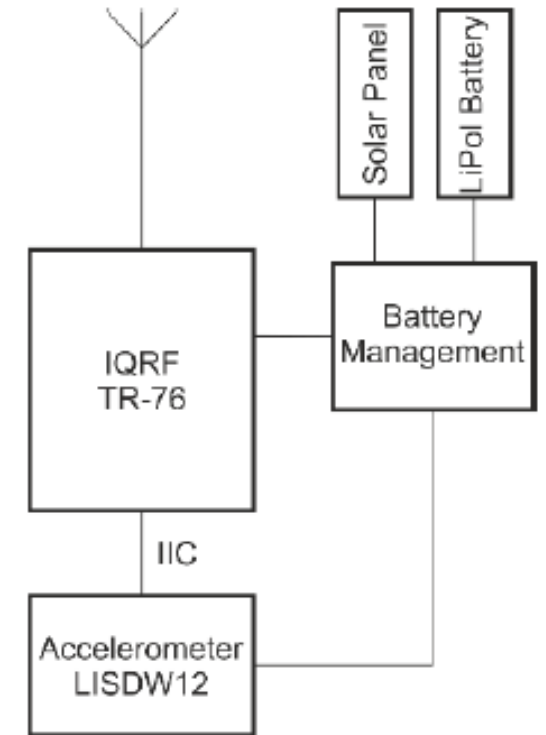 Solar Panel
LiPol Battery
Battery
Management
IQRF
TR-76
IIC
Accelerometer
LISDW12